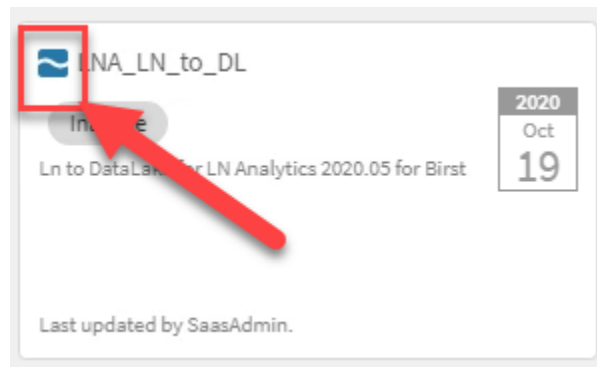 LNA_LN_to_DL
2020
Oct
19
Ln to for LN Analytics 2020.05 for Birst
Last updated by SaasAdmin.